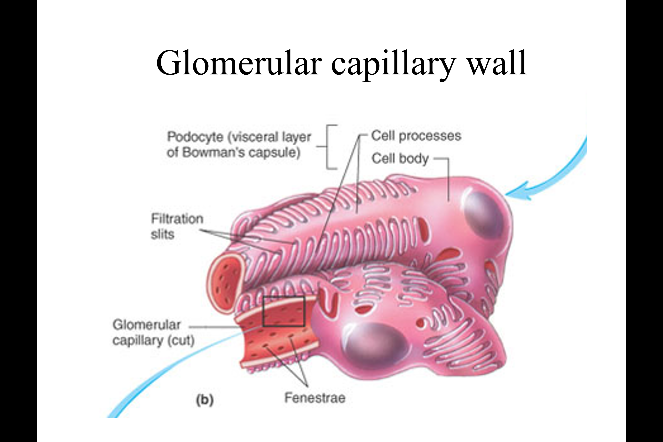 Glomerular capillary wall
Podocyte (visceral layer
of Bowman's capsule)
Cell processes
Cell body
Filtration
slits
Glomerular
capillary (cut)
Fenestrae
(b)